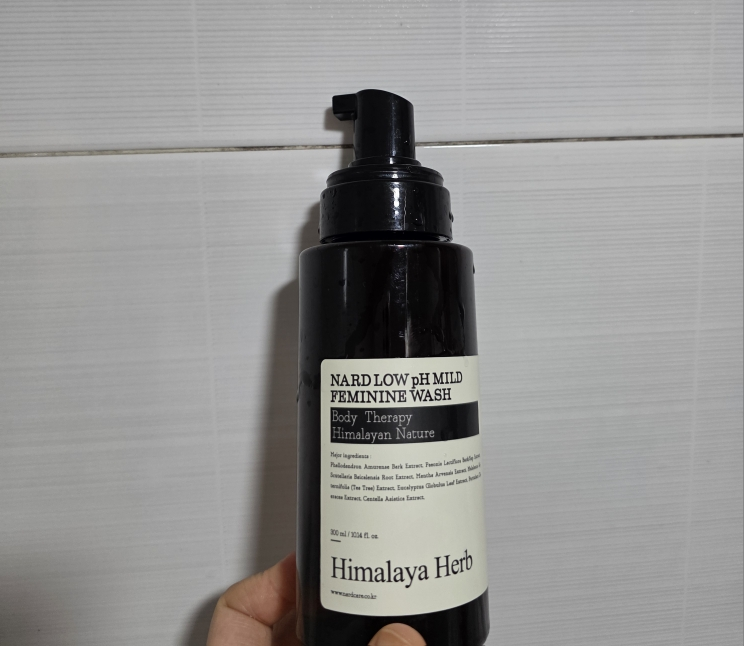 NARD LOW pH MILD
FEMININE WASH
Body Therapy
Himalayan Nature
Major ingredients :
Phellodendron Amurense Bark Extract, Paeonia Lactiflora
Scutellaria Baicalensis Root Extract, Mentha Arvensis Extract,
(Tea Tree) Extract, Eucalyptus Globulus Leaf Extract,
Extract, Centella Asiatica Extract.
300 ml / 10.14 fl. oz.
Himalaya Herb
www.nardcare.co.kr